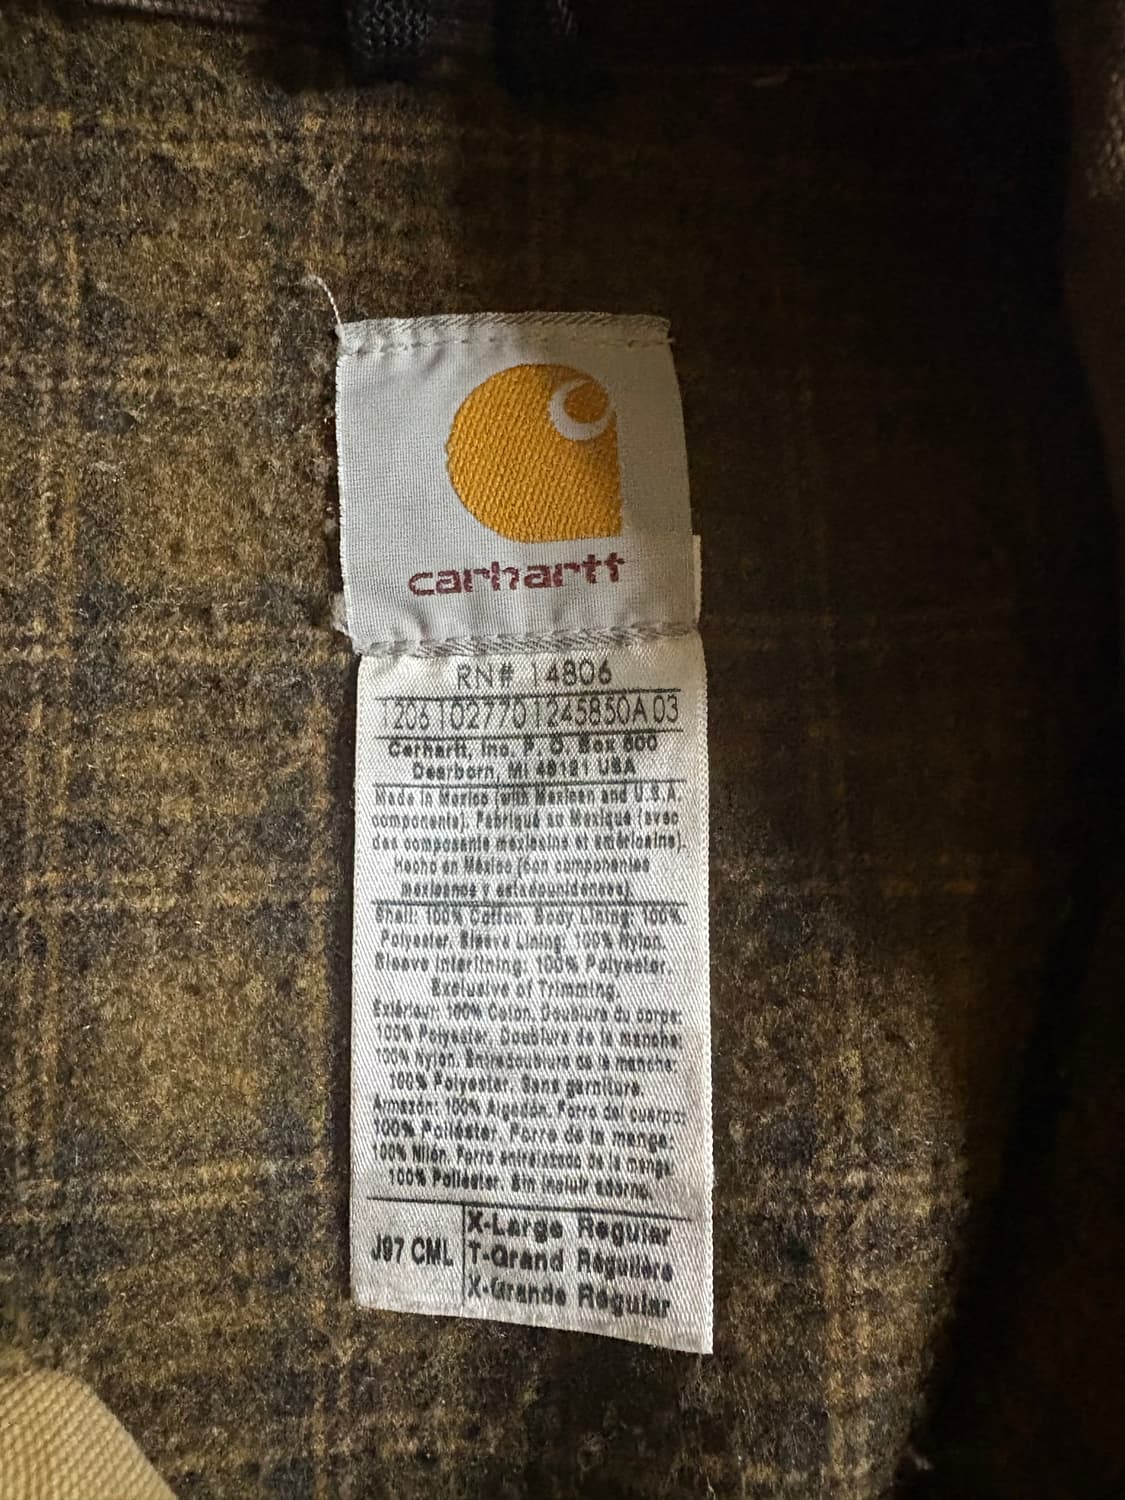 carhartt
RN# 14806
1206102770 1245850A 03
Carhartt, Inc. P. O. Box 600
Dearborn, MI 48121 USA
Made in Mexico (with Mexican and U.S.A.
components). Fabriqué au Mexique (avec
des composants mexicains et américains).
Hecho en México (con componentes
mexicanos y estadounidenses)
Shell: 100% Cotton. Body Lining: 100%
Polyester. Sleeve Lining: 100% Nylon.
Sleeve Interlining: 100% Polyester.
Exclusive of Trimming.
Extérieur: 100% Coton. Doublure du corps:
100% Polyester. Doublure de la manche:
100% Nylon. Entredoublure de la manche:
100% Polyester. Sans garniture.
Armazón: 100% Algodón. Forro del cuerpo:
100% Poliéster. Forro de la manga:
100% Nilón. Forro entrelazado de la manga:
100% Poliéster. Sin incluir adorno.
J97 CML
X-Large Regular
T-Grand Régulière
X-Grande Regular